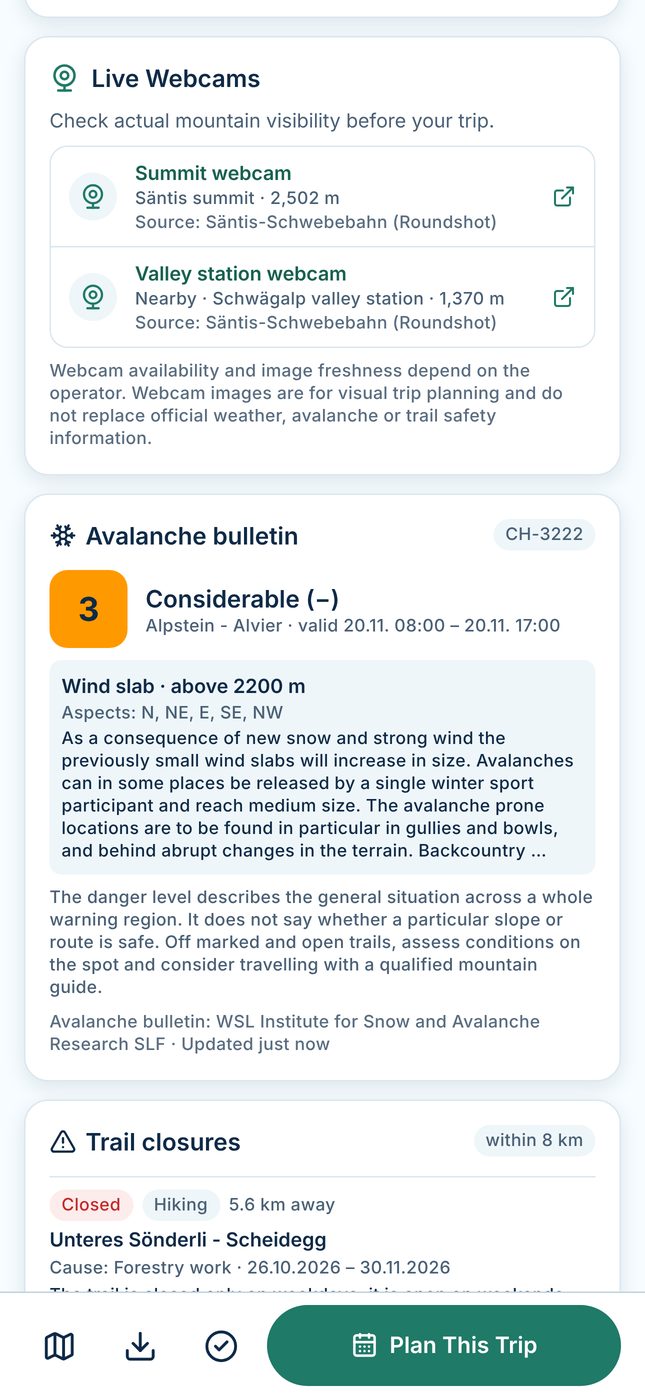 Live Webcams
Check actual mountain visibility before your trip.
Summit webcam
Säntis summit · 2,502 m
Source: Säntis-Schwebebahn (Roundshot)
Valley station webcam
Nearby · Schwägalp valley station · 1,370 m
Source: Säntis-Schwebebahn (Roundshot)
Webcam availability and image freshness depend on the
operator. Webcam images are for visual trip planning and do
not replace official weather, avalanche or trail safety
information.
Avalanche bulletin
CH-3222
3
Considerable (−)
Alpstein - Alvier · valid 20.11. 08:00 – 20.11. 17:00
Wind slab · above 2200 m
Aspects: N, NE, E, SE, NW
As a consequence of new snow and strong wind the
previously small wind slabs will increase in size. Avalanches
can in some places be released by a single winter sport
participant and reach medium size. The avalanche prone
locations are to be found in particular in gullies and bowls,
and behind abrupt changes in the terrain. Backcountry ...
The danger level describes the general situation across a whole
warning region. It does not say whether a particular slope or
route is safe. Off marked and open trails, assess conditions on
the spot and consider travelling with a qualified mountain
guide.
Avalanche bulletin: WSL Institute for Snow and Avalanche
Research SLF · Updated just now
Trail closures
within 8 km
Closed Hiking 5.6 km away
Unteres Sönderli - Scheidegg
Cause: Forestry work · 26.10.2026 – 30.11.2026
Plan This Trip